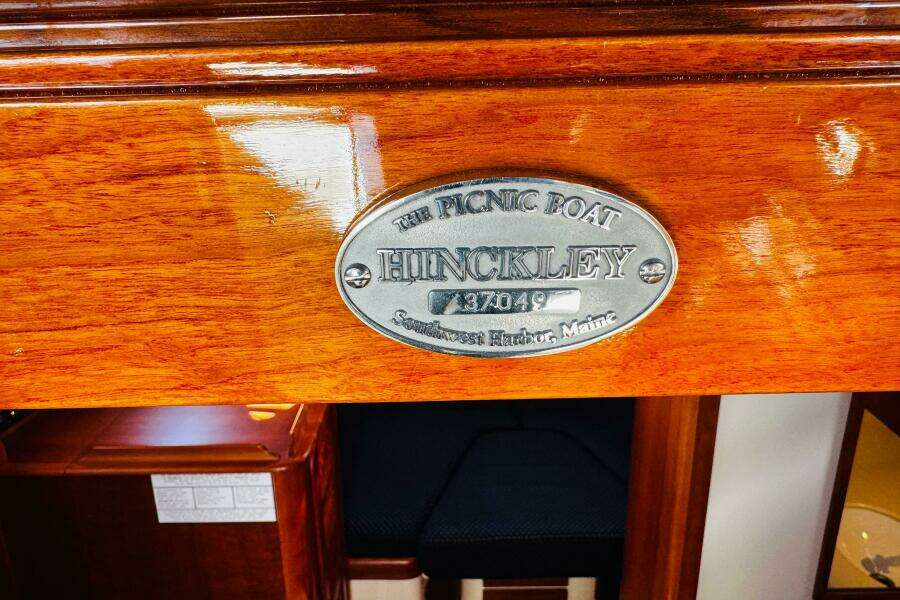 THE PICNIC BOAT
HINCKLEY
37049
Southwest Harbor, Maine